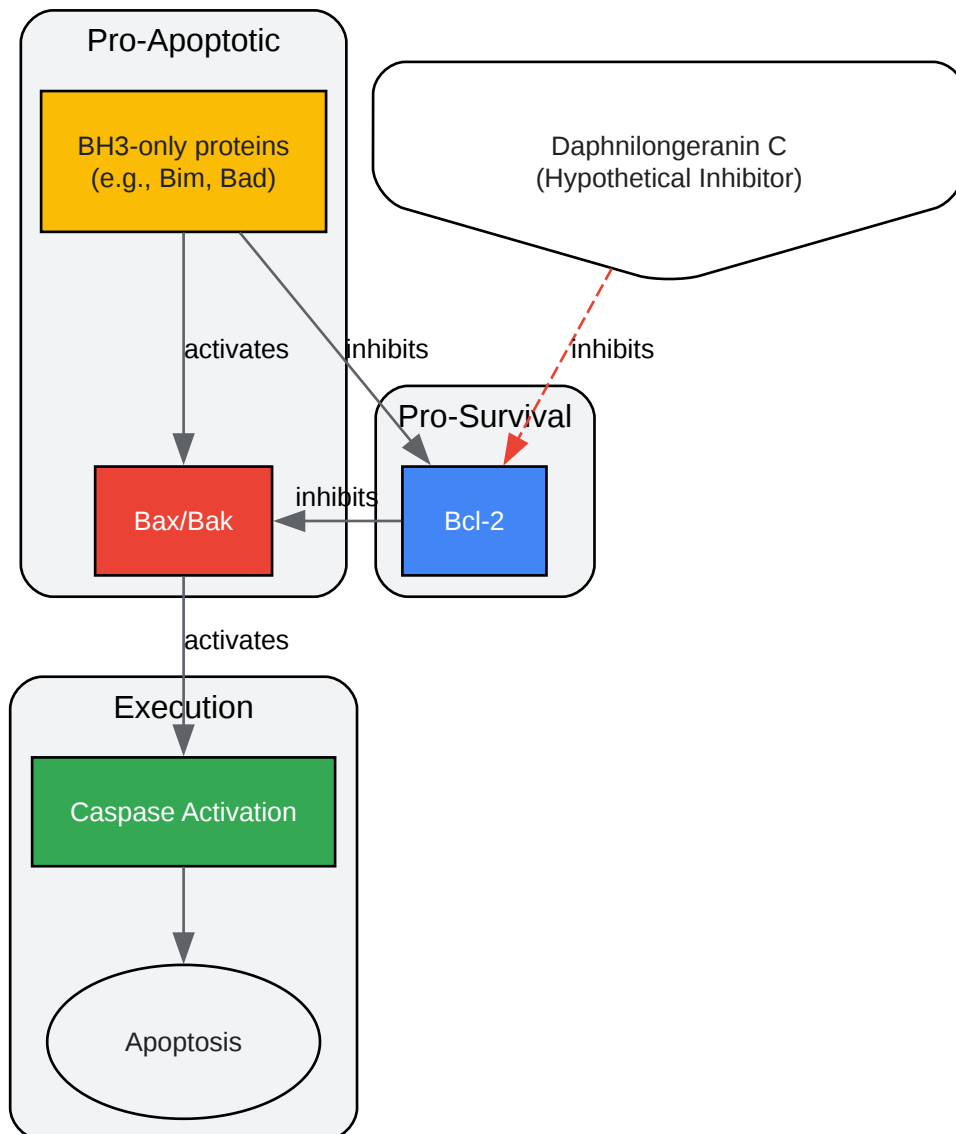 Pro-Apoptotic
BH3-only proteins
(e.g., Bim, Bad)
Daphnilongeranin C
(Hypothetical Inhibitor)
activates
inhibits
inhibits
Pro-Survival
Bax/Bak
inhibits
Bcl-2
activates
Execution
Caspase Activation
Apoptosis